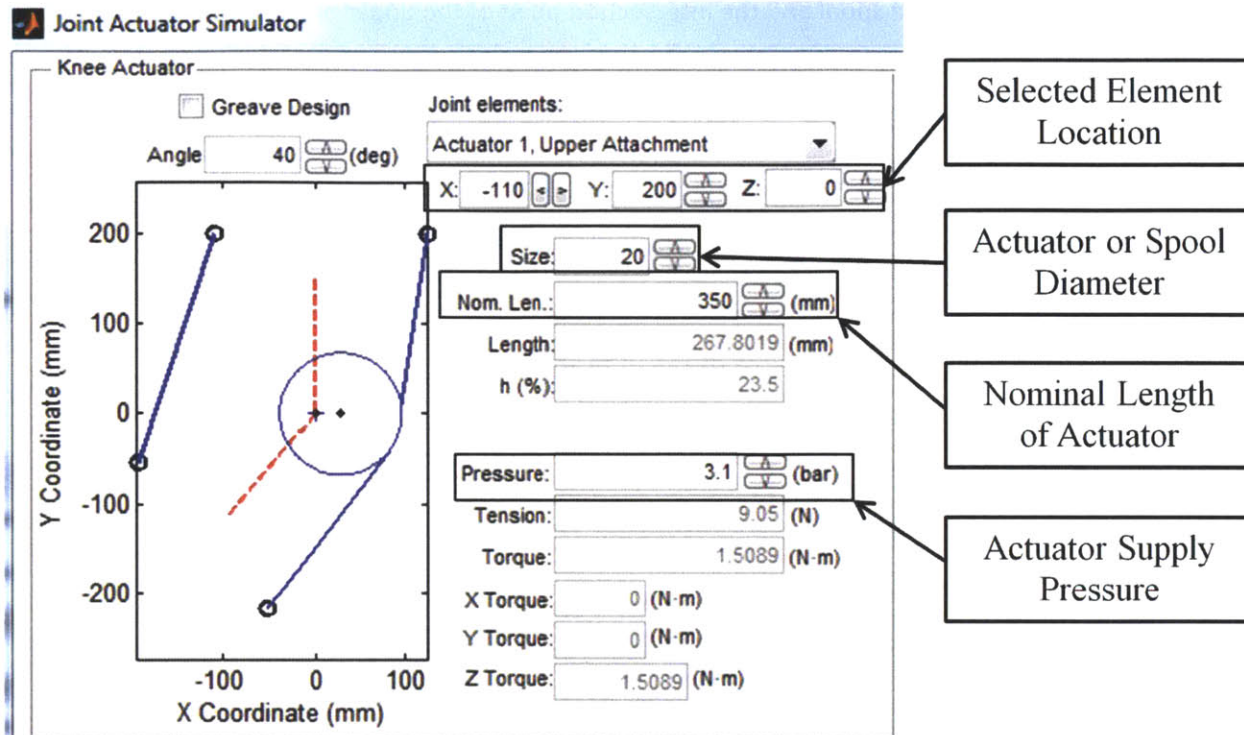 Joint Actuator Simulator
Knee Actuator
Greave Design
Joint elements:
Angle 40 (deg)
Actuator 1, Upper Attachment
X: -110 < > Y: 200 Z: 0
Size: 20
Nom. Len.: 350 (mm)
Length: 267.8019 (mm)
h (%): 23.5
Pressure: 3.1 (bar)
Tension: 9.05 (N)
Torque: 1.5089 (N·m)
X Torque: 0 (N·m)
Y Torque: 0 (N·m)
Z Torque: 1.5089 (N·m)
200
100
0
-100
-200
Y Coordinate (mm)
-100 0 100
X Coordinate (mm)
Selected Element
Location
Actuator or Spool
Diameter
Nominal Length
of Actuator
Actuator Supply
Pressure